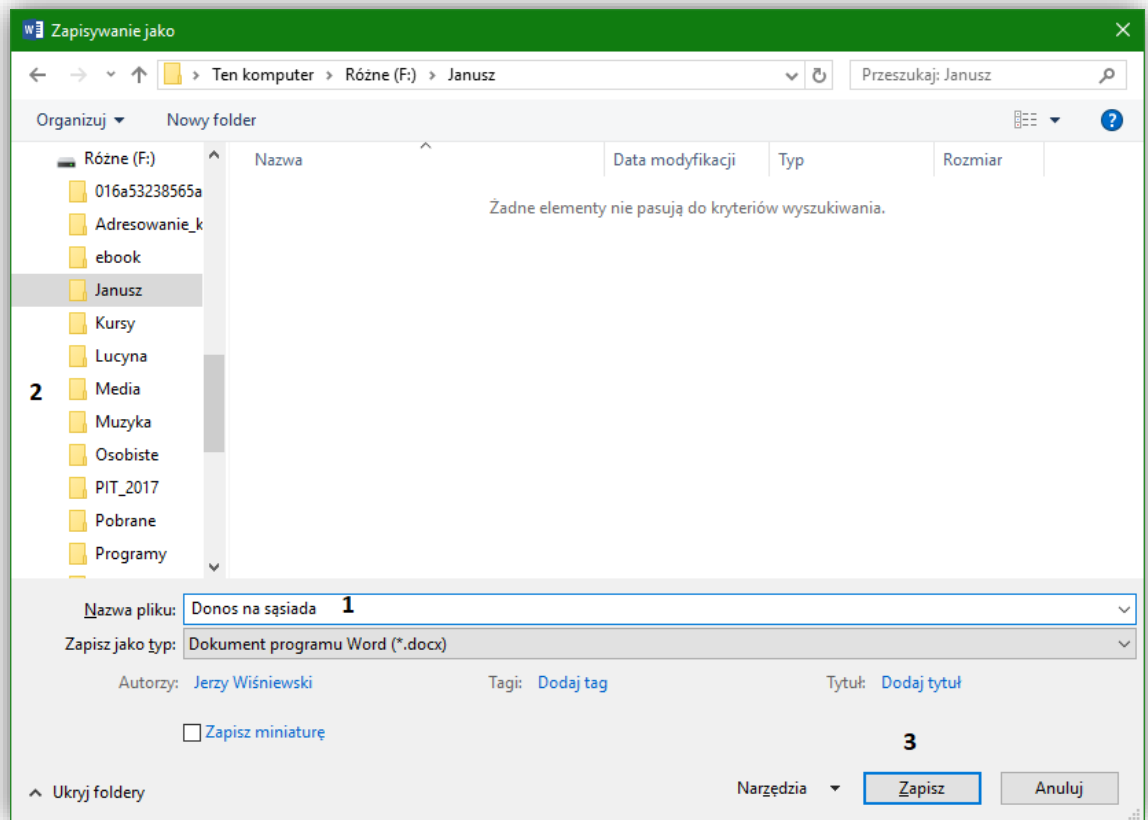 Zapisywanie jako
Ten komputer > Różne (F:) > Janusz Przeszukaj: Janusz
Organizuj Nowy folder
Różne (F:) Nazwa Data modyfikacji Typ Rozmiar
016a53238565a
Żadne elementy nie pasują do kryteriów wyszukiwania.
Adresowanie_k
ebook
Janusz
Kursy
Lucyna
2 Media
Muzyka
Osobiste
PIT_2017
Pobrane
Programy
Nazwa pliku: Donos na sąsiada 1
Zapisz jako typ: Dokument programu Word (*.docx)
Autorzy: Jerzy Wiśniewski Tagi: Dodaj tag Tytuł: Dodaj tytuł
Zapisz miniaturę
3
Ukryj foldery Narzędzia Zapisz Anuluj